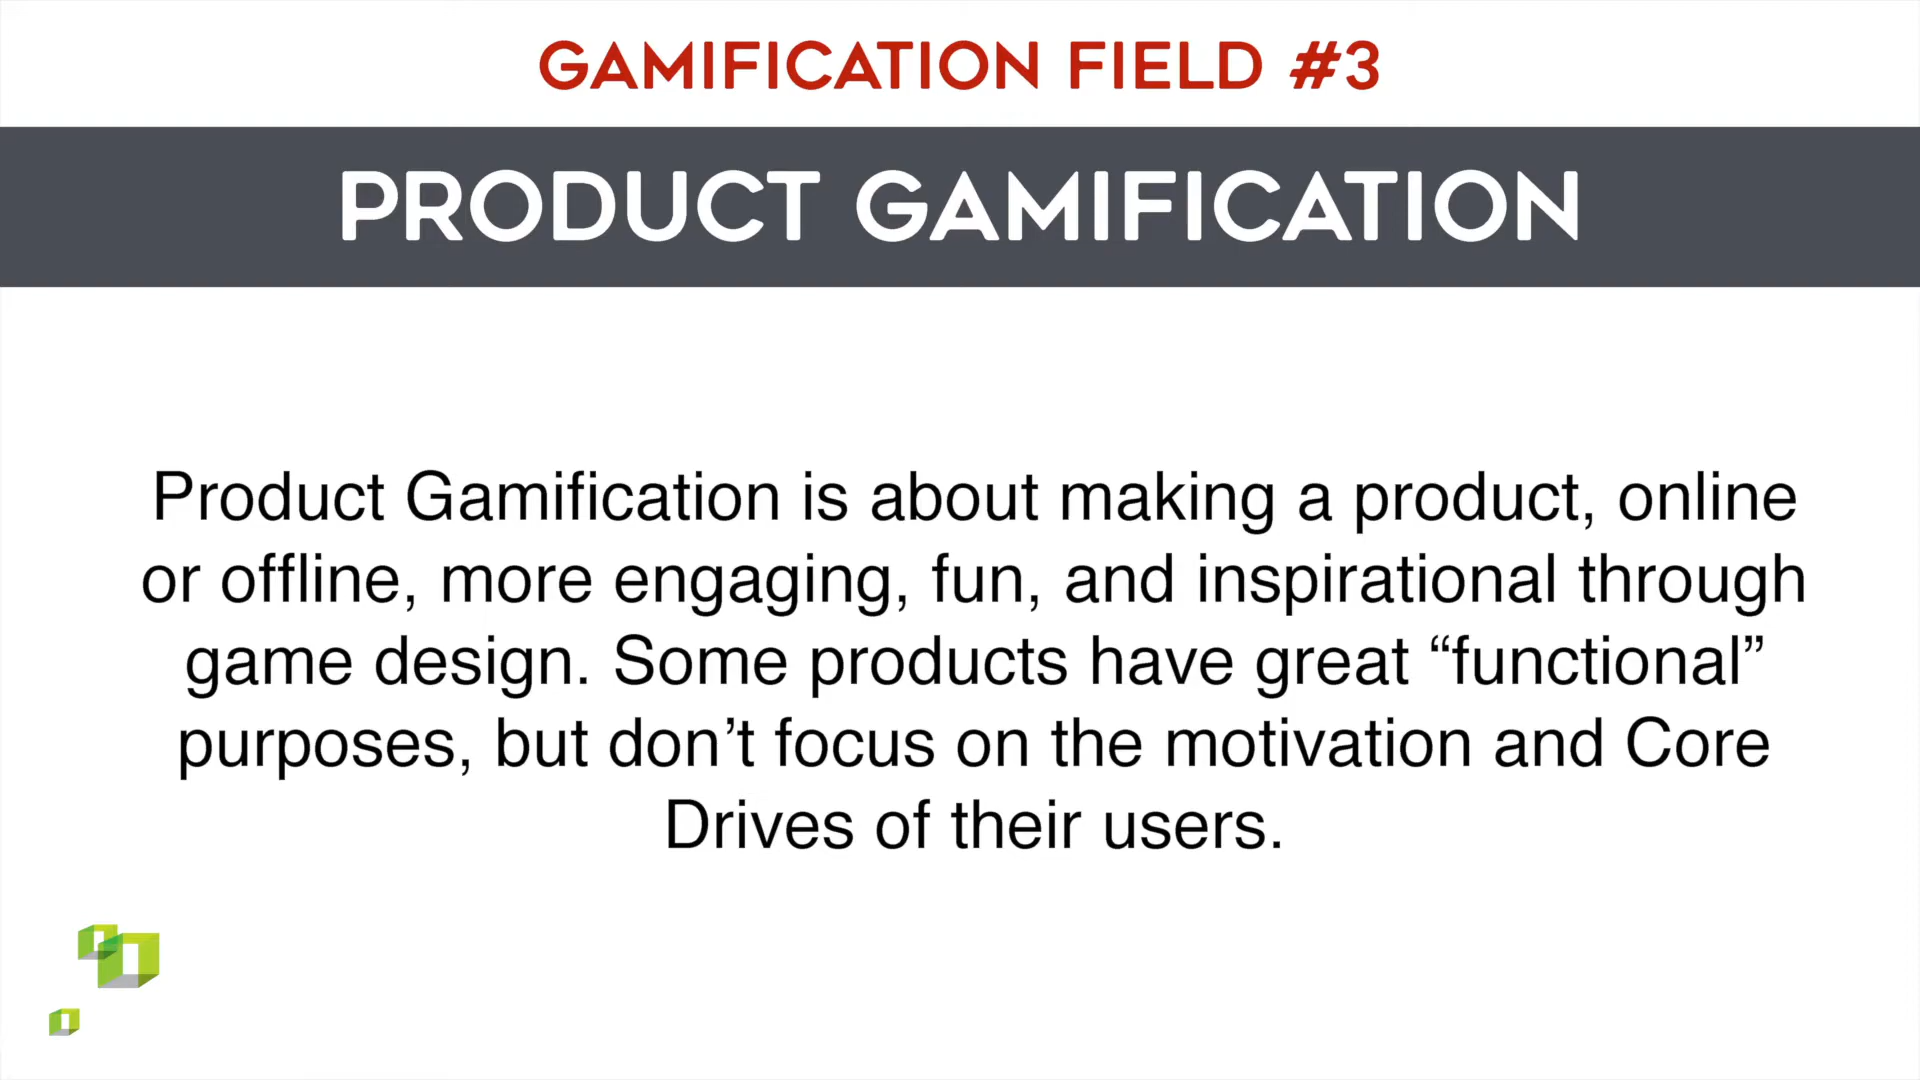 GAMIFICATION FIELD #3
PRODUCT GAMIFICATION
Product Gamification is about making a product, online
or offline, more engaging, fun, and inspirational through
game design. Some products have great “functional”
purposes, but don’t focus on the motivation and Core
Drives of their users.